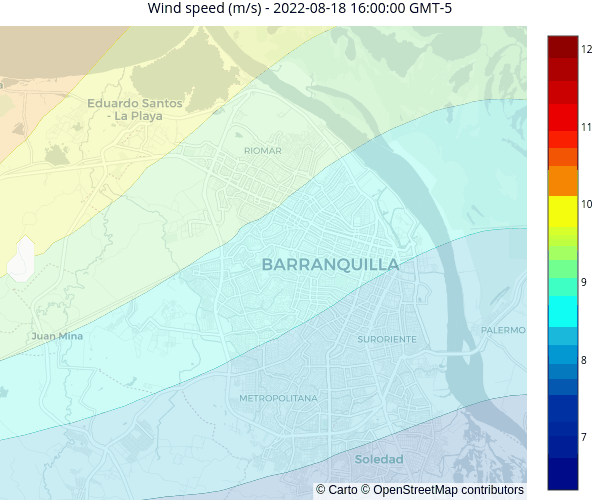 Wind speed (m/s) - 2022-08-18 16:00:00 GMT-5
12
11
10
9
8
7
Eduardo Santos
- La Playa
RIOMAR
BARRANQUILLA
Juan Mina
SURORIENTE
PALERMO
METROPOLITANA
Soledad
© Carto © OpenStreetMap contributors